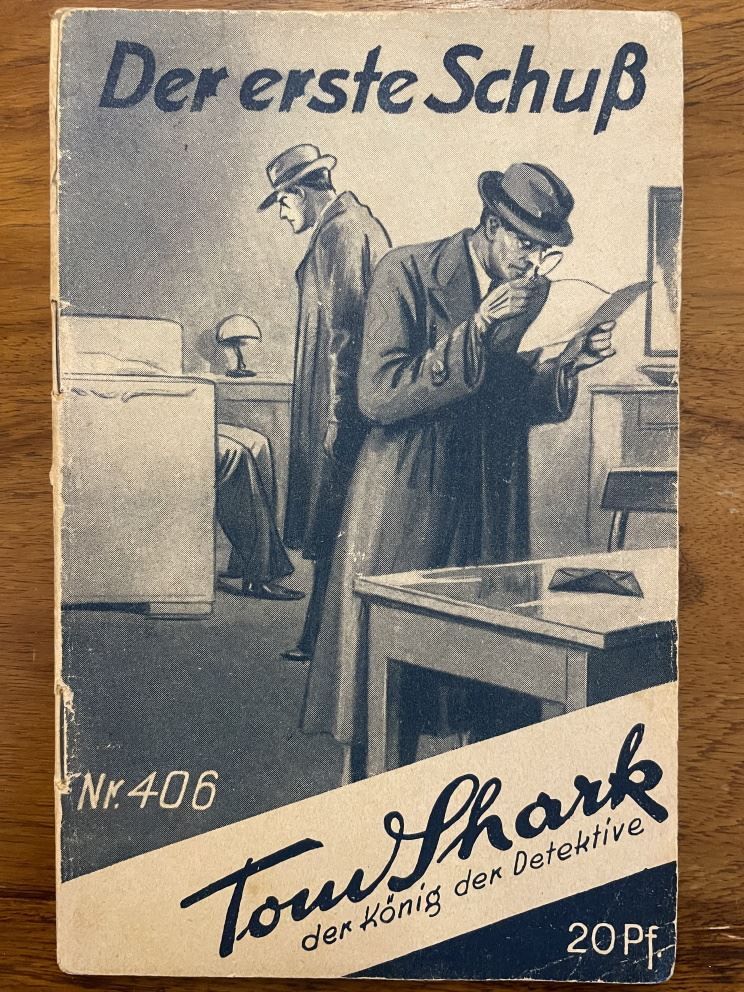 Der erste Schuß
Nr. 406
Tom Shark
der König der Detektive
20 Pf.